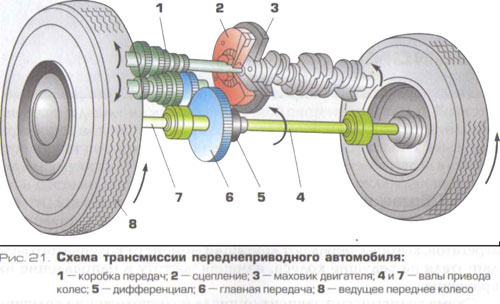 1
2
3
8
7
6
5
4
Рис. 21. Схема трансмиссии переднеприводного автомобиля:
1 — коробка передач; 2 — сцепление; 3 — маховик двигателя; 4 и 7 — валы привода
колес; 5 — дифференциал; 6 — главная передача; 8 — ведущее переднее колесо